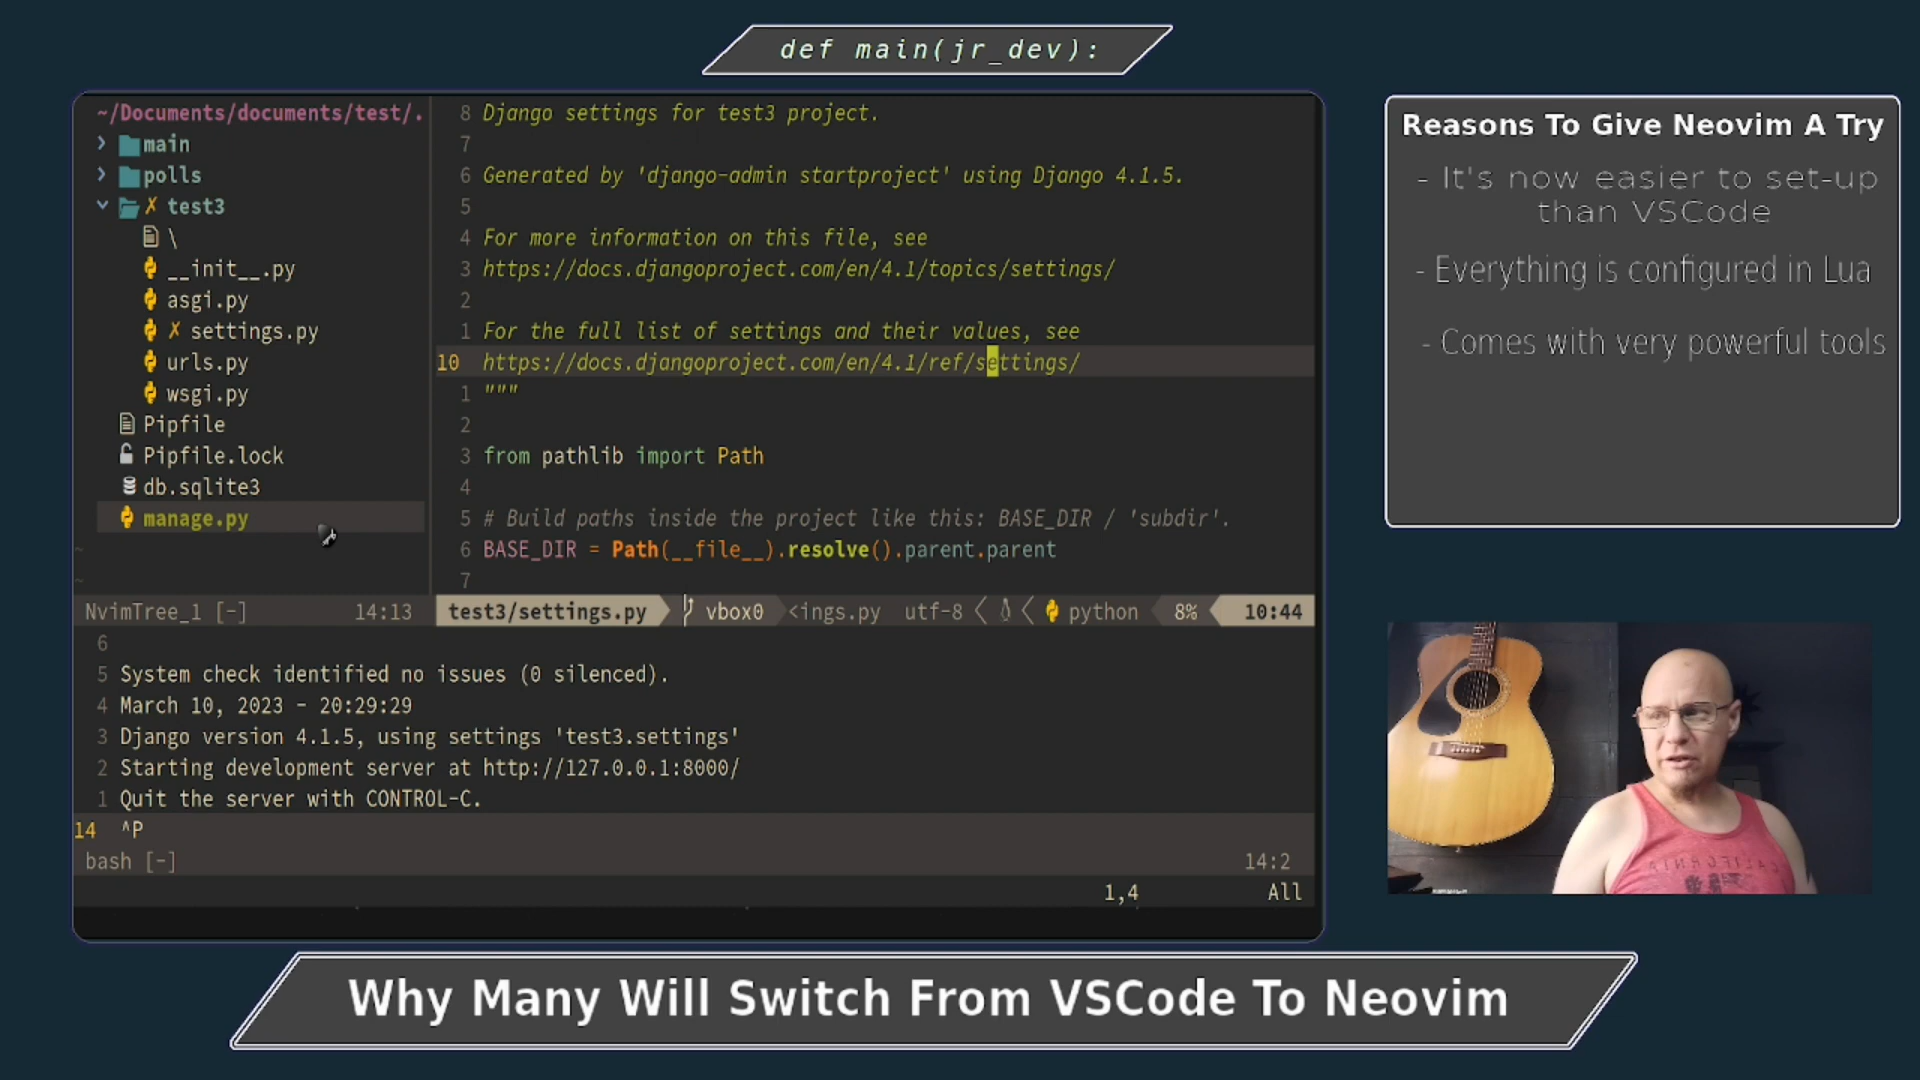 def main(jr_dev):
~/Documents/documents/test/.
main
polls
✗ test3
\
__init__.py
asgi.py
✗ settings.py
urls.py
wsgi.py
Pipfile
Pipfile.lock
db.sqlite3
manage.py
~
~
NvimTree_1 [-] 14:13
8 Django settings for test3 project.
7
6 Generated by 'django-admin startproject' using Django 4.1.5.
5
4 For more information on this file, see
3 https://docs.djangoproject.com/en/4.1/topics/settings/
2
1 For the full list of settings and their values, see
10 https://docs.djangoproject.com/en/4.1/ref/settings/
1 """
2
3 from pathlib import Path
4
5 # Build paths inside the project like this: BASE_DIR / 'subdir'.
6 BASE_DIR = Path(__file__).resolve().parent.parent
7
test3/settings.py vbox0 <ings.py utf-8 python 8% 10:44
6
5 System check identified no issues (0 silenced).
4 March 10, 2023 - 20:29:29
3 Django version 4.1.5, using settings 'test3.settings'
2 Starting development server at http://127.0.0.1:8000/
1 Quit the server with CONTROL-C.
14 ^P
bash [-] 14:2
1,4 All
Reasons To Give Neovim A Try
- It's now easier to set-up
than VSCode
- Everything is configured in Lua
- Comes with very powerful tools
CALIFORNIA
Why Many Will Switch From VSCode To Neovim